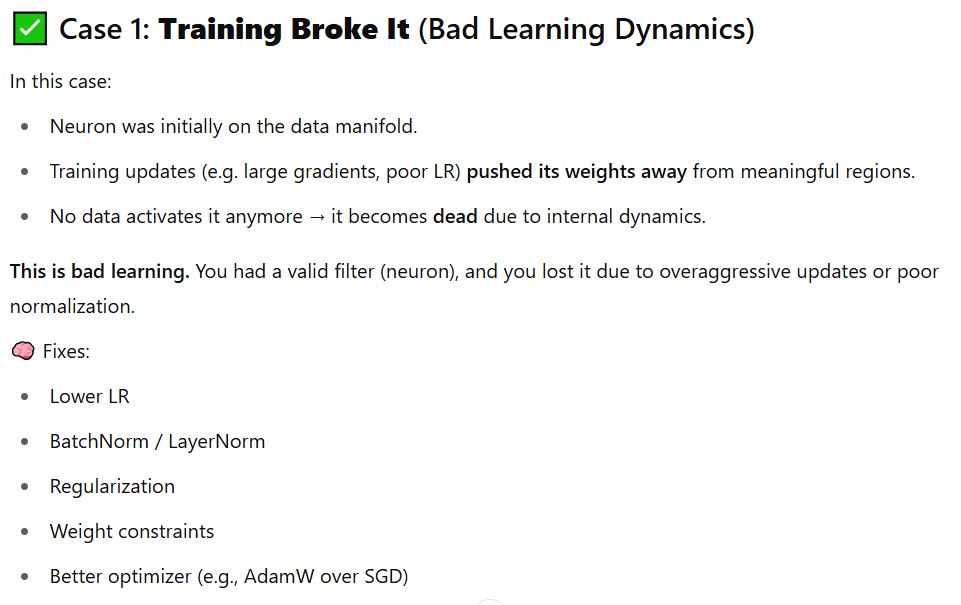 ✅ Case 1: Training Broke It (Bad Learning Dynamics)
In this case:
• Neuron was initially on the data manifold.
• Training updates (e.g. large gradients, poor LR) pushed its weights away from meaningful regions.
• No data activates it anymore → it becomes dead due to internal dynamics.
This is bad learning. You had a valid filter (neuron), and you lost it due to overaggressive updates or poor
normalization.
🧠 Fixes:
• Lower LR
• BatchNorm / LayerNorm
• Regularization
• Weight constraints
• Better optimizer (e.g., AdamW over SGD)